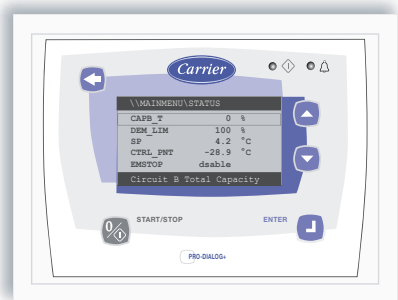 Carrier
\\MAINMENU\STATUS
CAPB_T 0 %
DEM_LIM 100 %
SP 4.2 °C
CTRL_PNT -28.9 °C
EMSTOP dsable
Circuit B Total Capacity
START/STOP
ENTER
PRO-DIALOG+